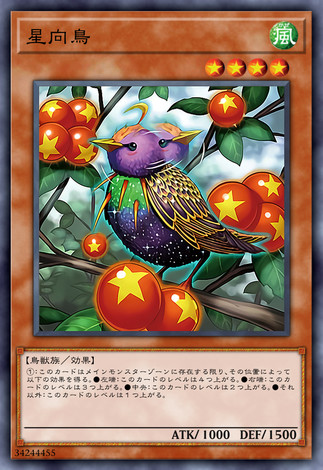 星向鳥
風
【鳥獣族／効果】
①:このカードはメインモンスターゾーンに存在する限り、その位置によって
以下の効果を得る。●左端:このカードのレベルは４つ上がる。●右端:このカ
ードのレベルは３つ上がる。●中央:このカードのレベルは２つ上がる。●それ
以外:このカードのレベルは１つ上がる。
ATK/ 1000 DEF/1500
34244455